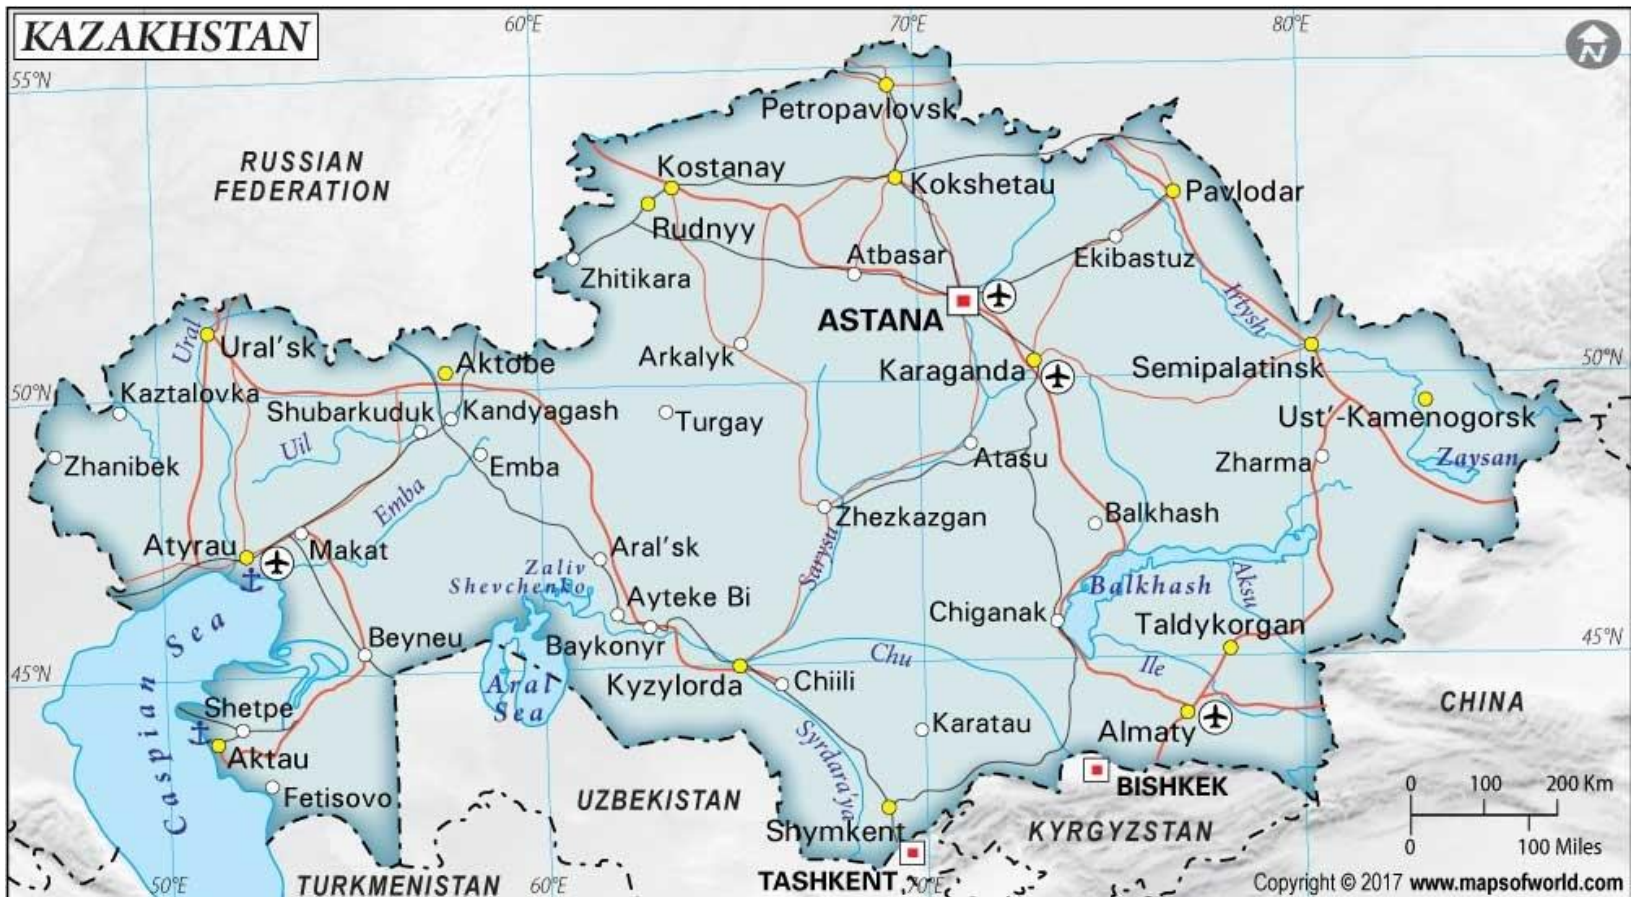 KAZAKHSTAN
60°E
70°E
80°E
N
55°N
55°N
Petropavlovsk
RUSSIAN
FEDERATION
Kostanay
Kokshetau
Pavlodar
Rudnyy
Atbasar
Ekibastuz
Zhitikara
Irtysh
ASTANA
Ural
Ural'sk
Arkalyk
Aktobe
Karaganda
Semipalatinsk
50°N
50°N
Kaztalovka
Shubarkuduk
Kandyagash
Turgay
Ust'-Kamenogorsk
Uil
Zhanibek
Emba
Atasu
Zharma
Zaysan
Emba
Zhezkazgan
Balkhash
Atyrau
Makat
Aral'sk
Sarysu
Zaliv
Shevchenko
Balkhash
Aksu
Ayteke Bi
Chiganak
Taldykorgan
Caspian Sea
Beyneu
Baykonyr
Chu
Ile
45°N
45°N
Aral
Sea
Kyzylorda
Chiili
CHINA
Shetpe
Karatau
Almaty
Aktau
Syrdara'ya
Fetisovo
UZBEKISTAN
BISHKEK
0 100 200 Km
Shymkent
KYRGYZSTAN
0 100 Miles
50°E
TURKMENISTAN
60°E
TASHKENT
70°E
Copyright © 2017 www.mapsofworld.com